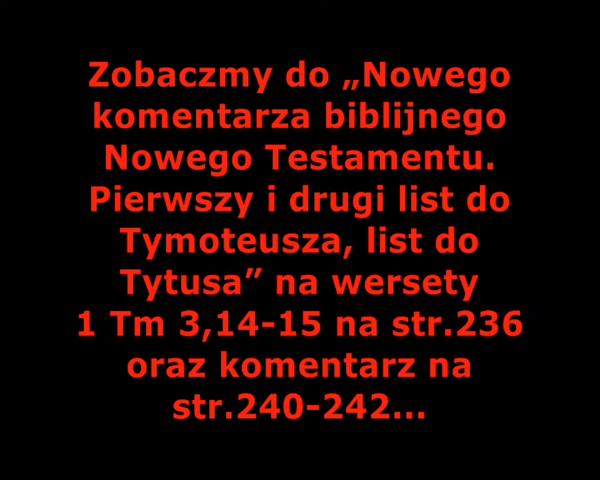 Zobaczmy do „Nowego
komentarza biblijnego
Nowego Testamentu.
Pierwszy i drugi list do
Tymoteusza, list do
Tytusa” na wersety
1 Tm 3,14-15 na str.236
oraz komentarz na
str.240-242...